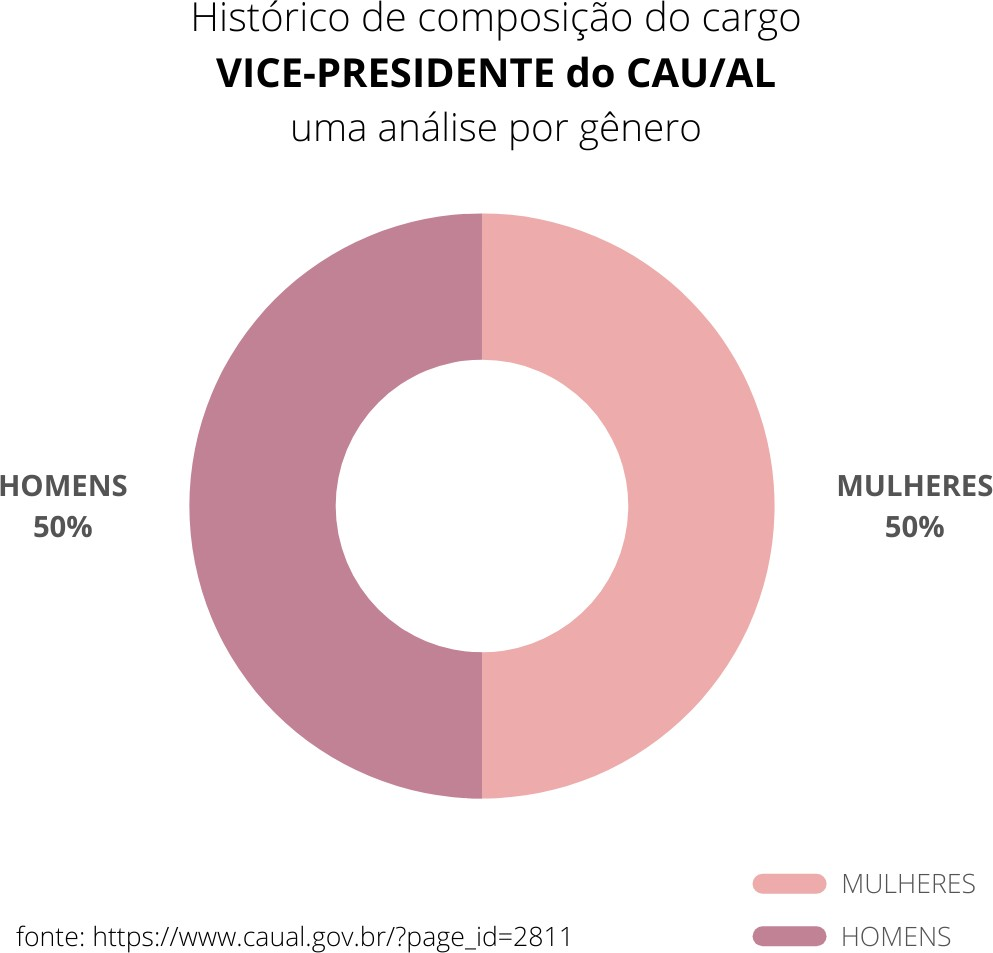 Histórico de composição do cargo
VICE-PRESIDENTE do CAU/AL
uma análise por gênero
HOMENS
50%
MULHERES
50%
MULHERES
HOMENS
fonte: https://www.caual.gov.br/?page_id=2811